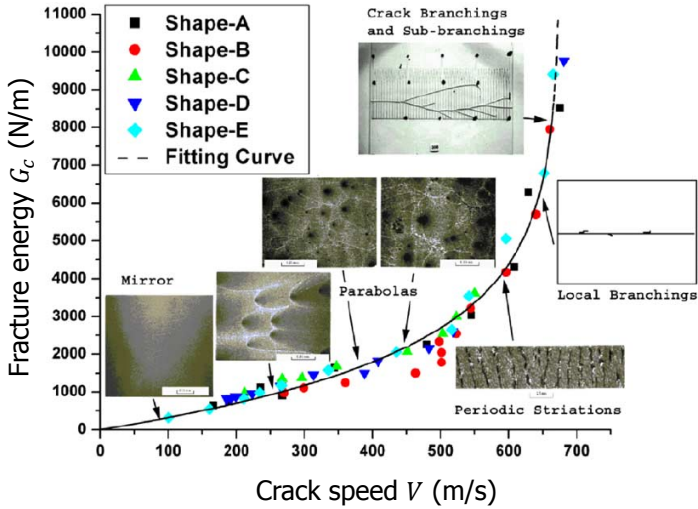 11000
10000
9000
8000
7000
6000
5000
4000
3000
2000
1000
0
Fracture energy G_c (N/m)
Shape-A
Shape-B
Shape-C
Shape-D
Shape-E
Fitting Curve
Crack Branchings
and Sub-branchings
Mirror
Parabolas
Local Branchings
Periodic Striations
0 100 200 300 400 500 600 700
Crack speed V (m/s)